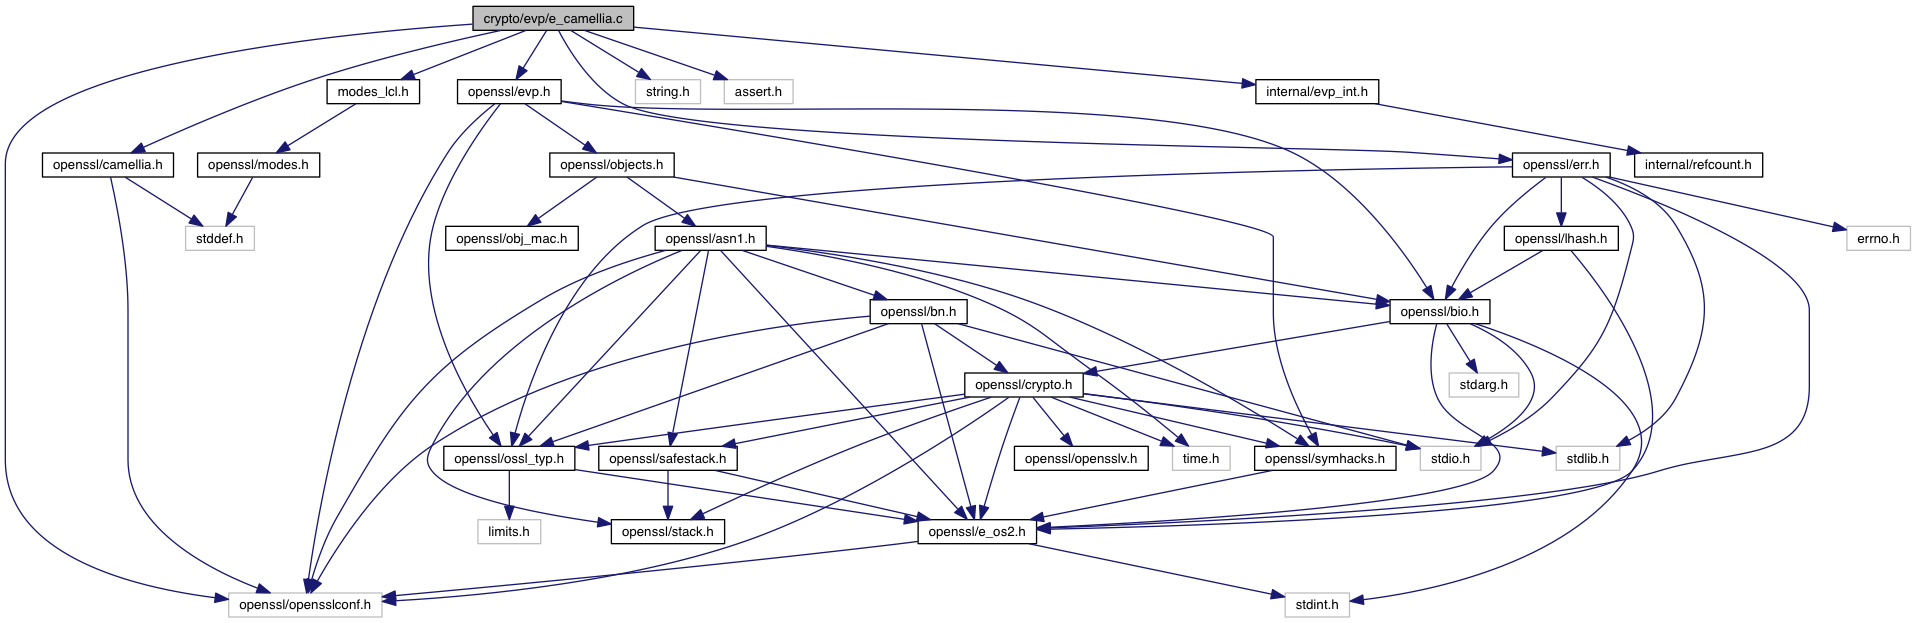 crypto/evp/e_camellia.c
modes_lcl.h
openssl/evp.h
string.h
assert.h
internal/evp_int.h
openssl/camellia.h
openssl/modes.h
openssl/objects.h
openssl/err.h
internal/refcount.h
stddef.h
openssl/obj_mac.h
openssl/asn1.h
openssl/lhash.h
errno.h
openssl/bn.h
openssl/bio.h
openssl/crypto.h
stdarg.h
openssl/ossl_typ.h
openssl/safestack.h
openssl/opensslv.h
time.h
openssl/symhacks.h
stdio.h
stdlib.h
limits.h
openssl/stack.h
openssl/e_os2.h
openssl/opensslconf.h
stdint.h